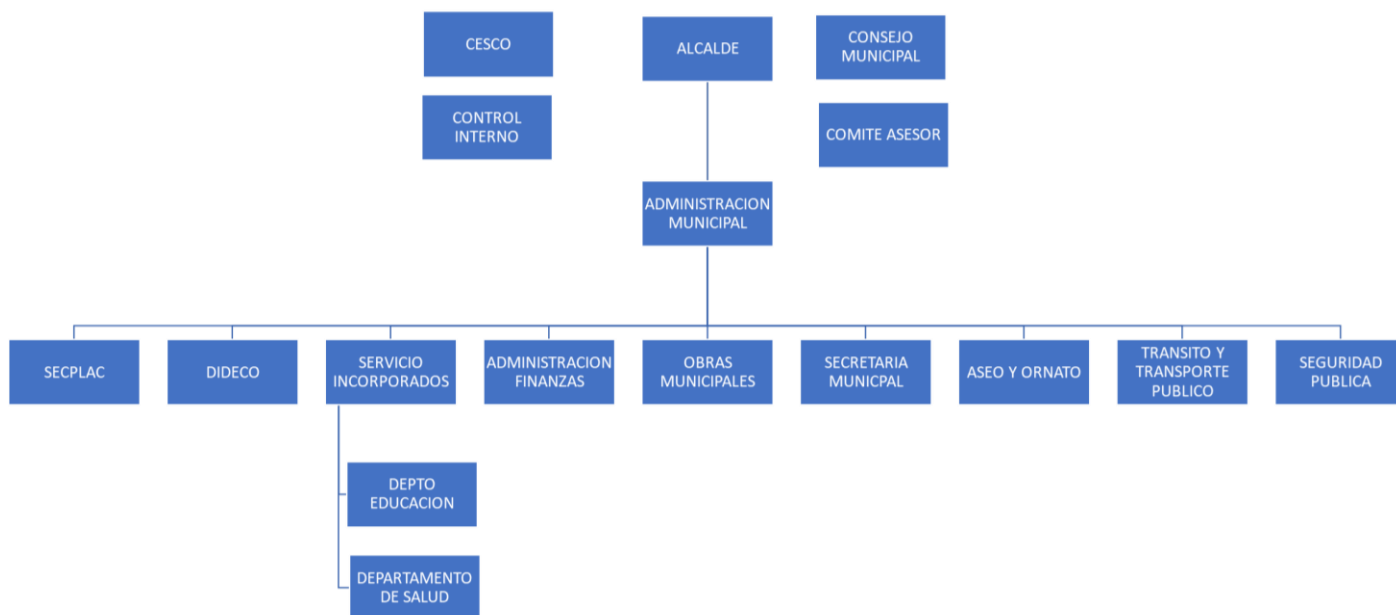 CESCO
ALCALDE
CONSEJO
MUNICIPAL
CONTROL
INTERNO
COMITE ASESOR
ADMINISTRACION
MUNICIPAL
SECPLAC
DIDECO
SERVICIO
INCORPORADOS
ADMINISTRACION
FINANZAS
OBRAS
MUNICIPALES
SECRETARIA
MUNICPAL
ASEO Y ORNATO
TRANSITO Y
TRANSPORTE
PUBLICO
SEGURIDAD
PUBLICA
DEPTO
EDUCACION
DEPARTAMENTO
DE SALUD